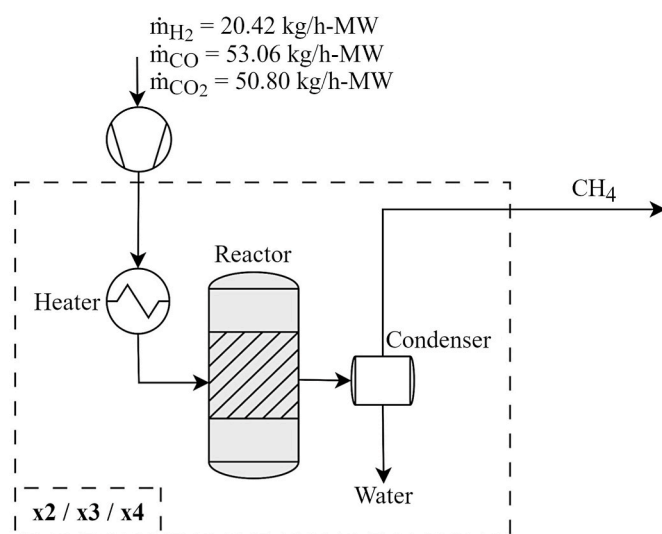 ṁH₂ = 20.42 kg/h-MW
ṁCO = 53.06 kg/h-MW
ṁCO₂ = 50.80 kg/h-MW
CH₄
Reactor
Heater
Condenser
x2 / x3 / x4
Water